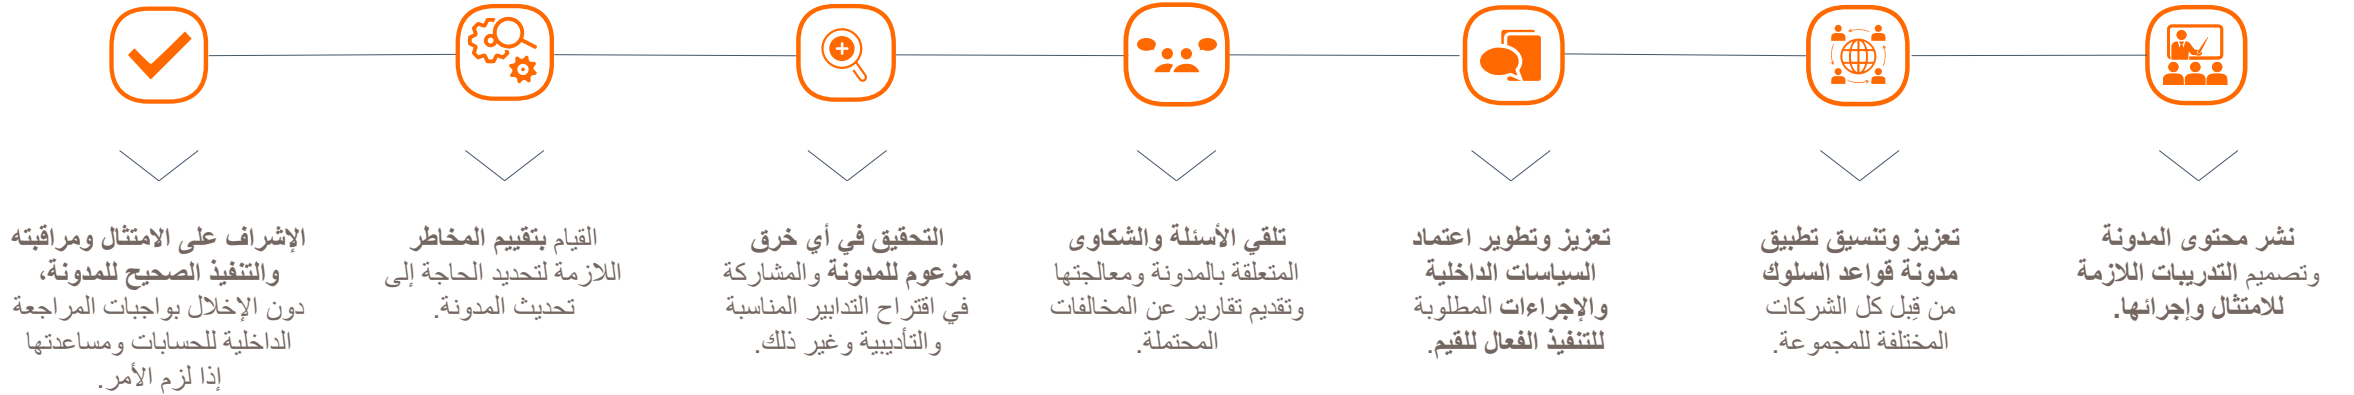 نشر محتوى المدونة
وتصميم التدريبات اللازمة
للامتثال وإجرائها.
تعزيز وتنسيق تطبيق
مدونة قواعد السلوك
من قِبل كل الشركات
المختلفة للمجموعة.
تعزيز وتطوير اعتماد
السياسات الداخلية
والإجراءات المطلوبة
للتنفيذ الفعال للقيم.
تلقي الأسئلة والشكاوى
المتعلقة بالمدونة ومعالجتها
وتقديم تقارير عن المخالفات
المحتملة.
التحقيق في أي خرق
مزعوم للمدونة والمشاركة
في اقتراح التدابير المناسبة
والتأديبية وغير ذلك.
القيام بتقييم المخاطر
اللازمة لتحديد الحاجة إلى
تحديث المدونة.
الإشراف على الامتثال ومراقبته
والتنفيذ الصحيح للمدونة،
دون الإخلال بواجبات المراجعة
الداخلية للحسابات ومساعدتها
إذا لزم الأمر.